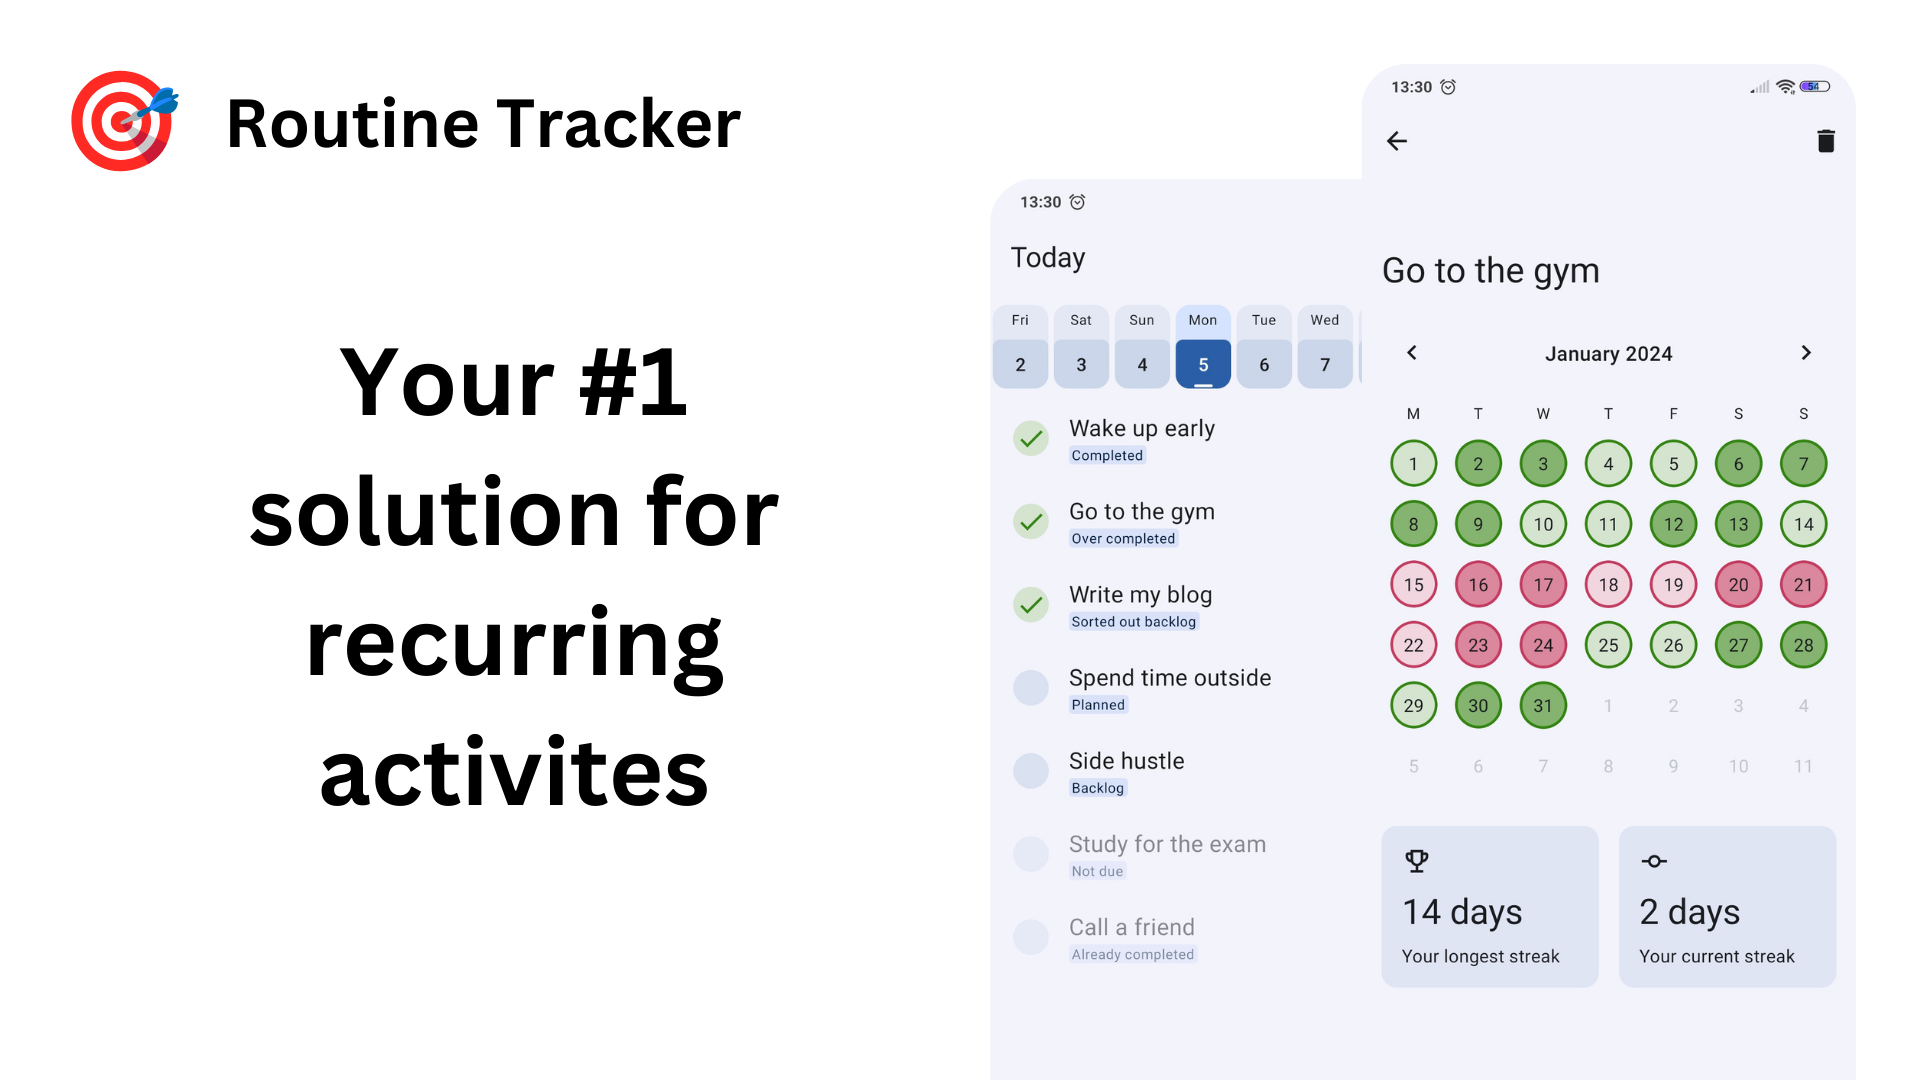 Routine Tracker
Your #1
solution for
recurring
activites
13:30
Today
Fri Sat Sun Mon Tue Wed
2 3 4 5 6 7
Wake up early
Completed
Go to the gym
Over completed
Write my blog
Sorted out backlog
Spend time outside
Planned
Side hustle
Backlog
Study for the exam
Not due
Call a friend
Already completed
13:30 54
Go to the gym
January 2024
M T W T F S S
1 2 3 4 5 6 7
8 9 10 11 12 13 14
15 16 17 18 19 20 21
22 23 24 25 26 27 28
29 30 31 1 2 3 4
5 6 7 8 9 10 11
14 days
Your longest streak
2 days
Your current streak